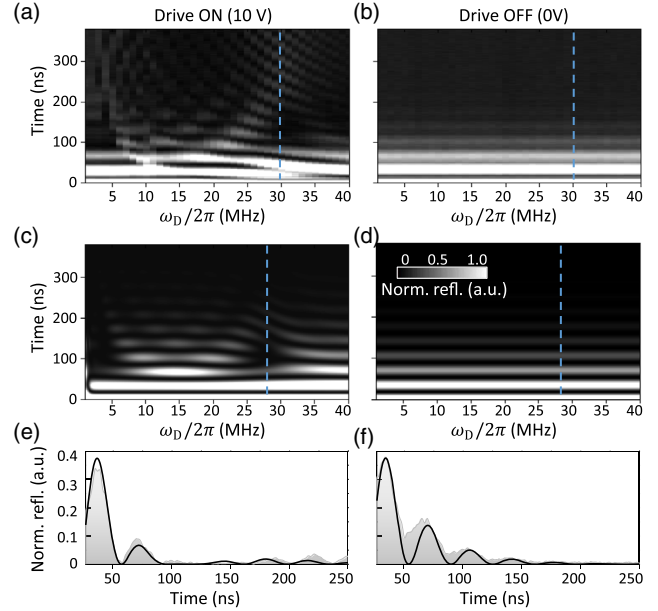 (a) Drive ON (10 V)
(b) Drive OFF (0V)
Time (ns)
300
200
100
0
5 10 15 20 25 30 35 40
ω_D/2π (MHz)
5 10 15 20 25 30 35 40
ω_D/2π (MHz)
(c)
(d)
Time (ns)
300
200
100
0
0 0.5 1.0
Norm. refl. (a.u.)
5 10 15 20 25 30 35 40
ω_D/2π (MHz)
5 10 15 20 25 30 35 40
ω_D/2π (MHz)
(e)
(f)
Norm. refl. (a.u.)
0.4
0.3
0.2
0.1
0
50 100 150 200 250
Time (ns)
50 100 150 200 250
Time (ns)